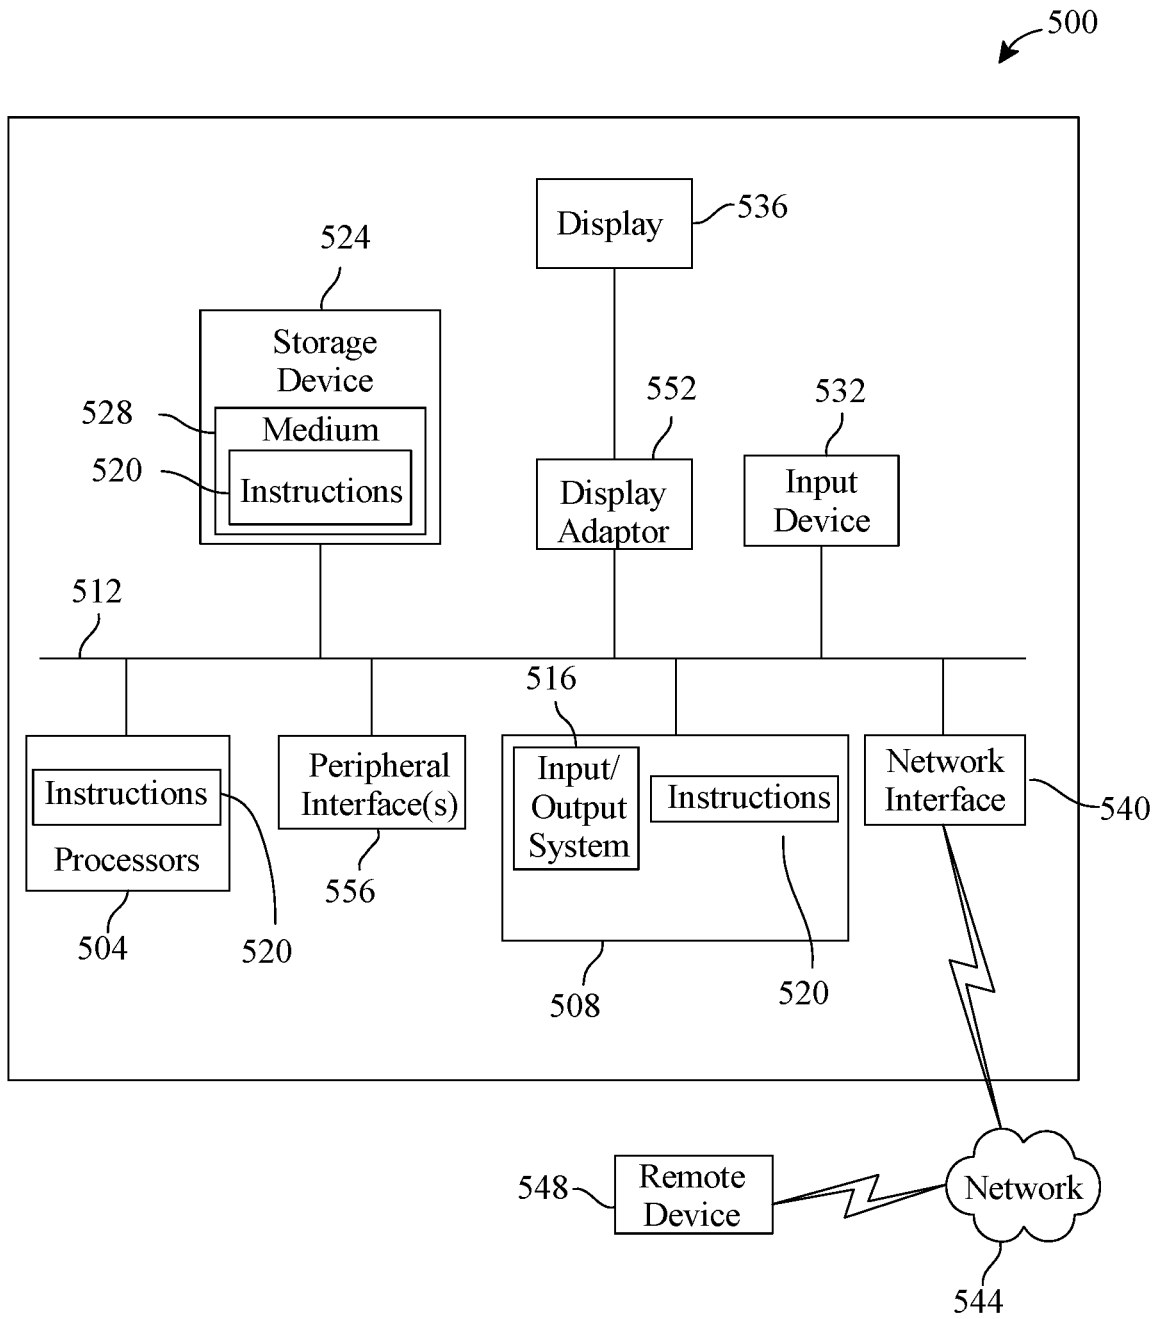 500
Display
536
524
Storage
Device
528
Medium
520
Instructions
552
Display
Adaptor
532
Input
Device
512
Instructions
Processors
504
520
Peripheral
Interface(s)
556
516
Input/
Output
System
Instructions
508
520
Network
Interface
540
548
Remote
Device
Network
544